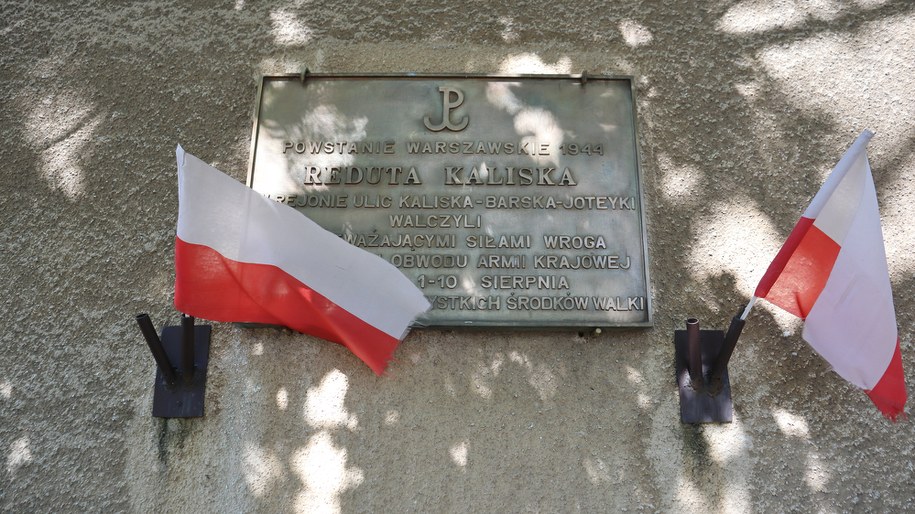 POWSTANIE WARSZAWSKIE 1944
REDUTA KALISKA
REJONIE ULIC KALISKA-BARSKA-JOTEYKI
WALCZYLI
WAŻAJĄCYMI SIŁAMI WROGA
OBWODU ARMII KRAJOWEJ
1-10 SIERPNIA
YSTKICH ŚRODKÓW WALKI